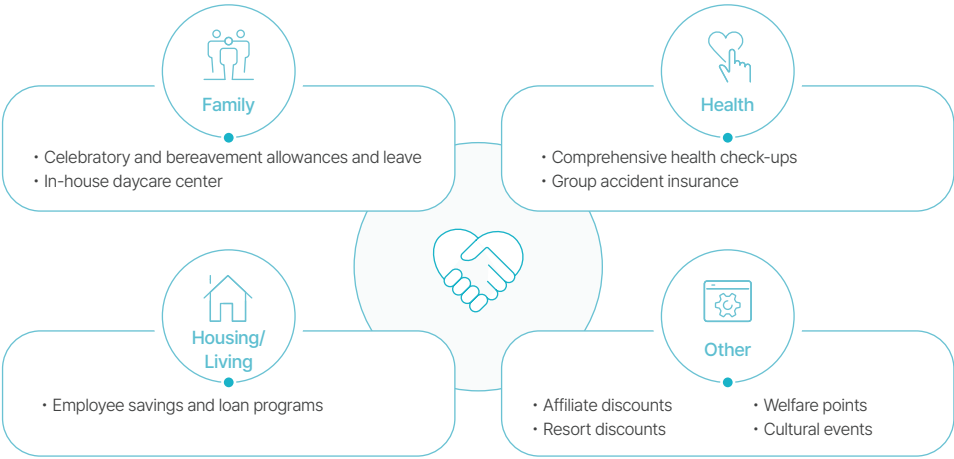 Family
• Celebratory and bereavement allowances and leave
• In-house daycare center
Health
• Comprehensive health check-ups
• Group accident insurance
Housing/
Living
• Employee savings and loan programs
Other
• Affiliate discounts
• Resort discounts
• Welfare points
• Cultural events